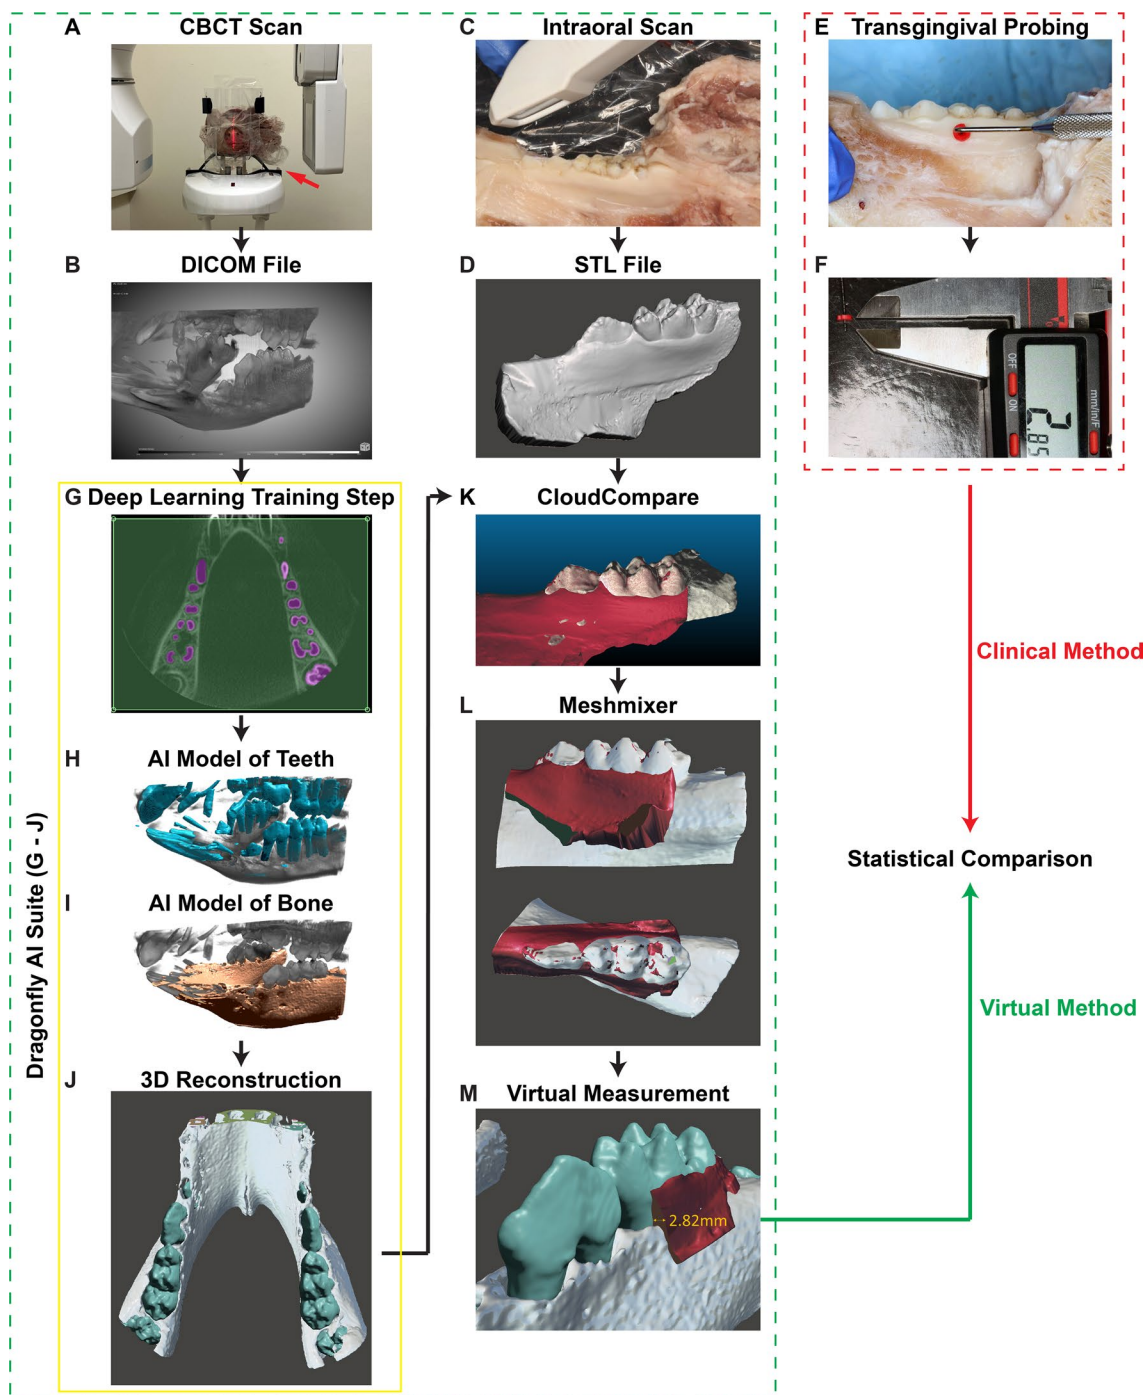 A CBCT Scan
B DICOM File
C Intraoral Scan
D STL File
E Transgingival Probing
F
OFF
ON
mm/in/F
2.85
G Deep Learning Training Step
H AI Model of Teeth
I AI Model of Bone
J 3D Reconstruction
Dragonfly AI Suite (G - J)
K CloudCompare
L Meshmixer
M Virtual Measurement
2.82mm
Clinical Method
Statistical Comparison
Virtual Method